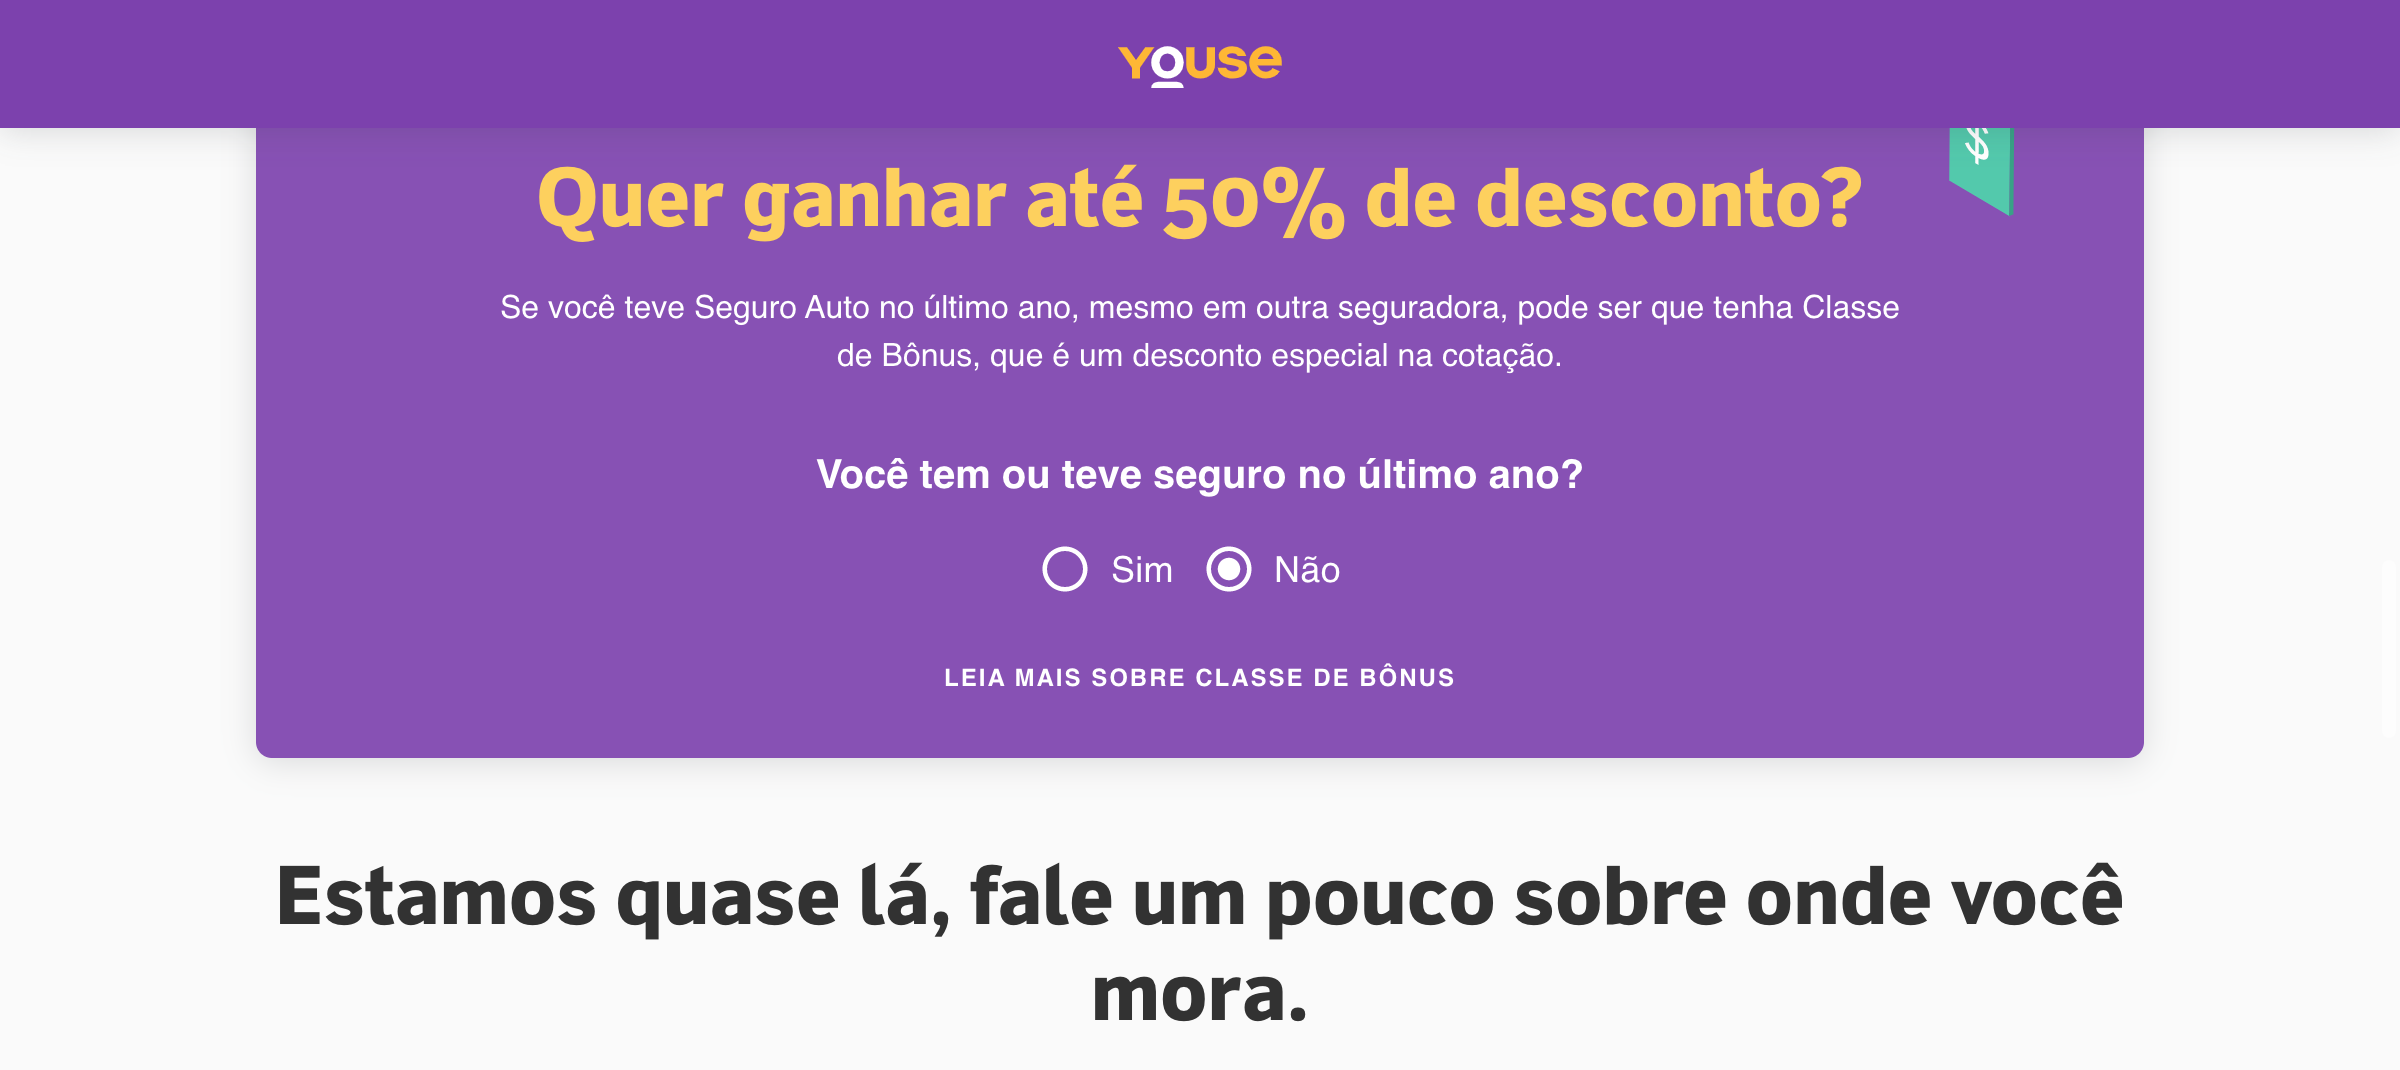 YOUSE
$
Quer ganhar até 50% de desconto?
Se você teve Seguro Auto no último ano, mesmo em outra seguradora, pode ser que tenha Classe
de Bônus, que é um desconto especial na cotação.
Você tem ou teve seguro no último ano?
Sim Não
LEIA MAIS SOBRE CLASSE DE BÔNUS
Estamos quase lá, fale um pouco sobre onde você
mora.